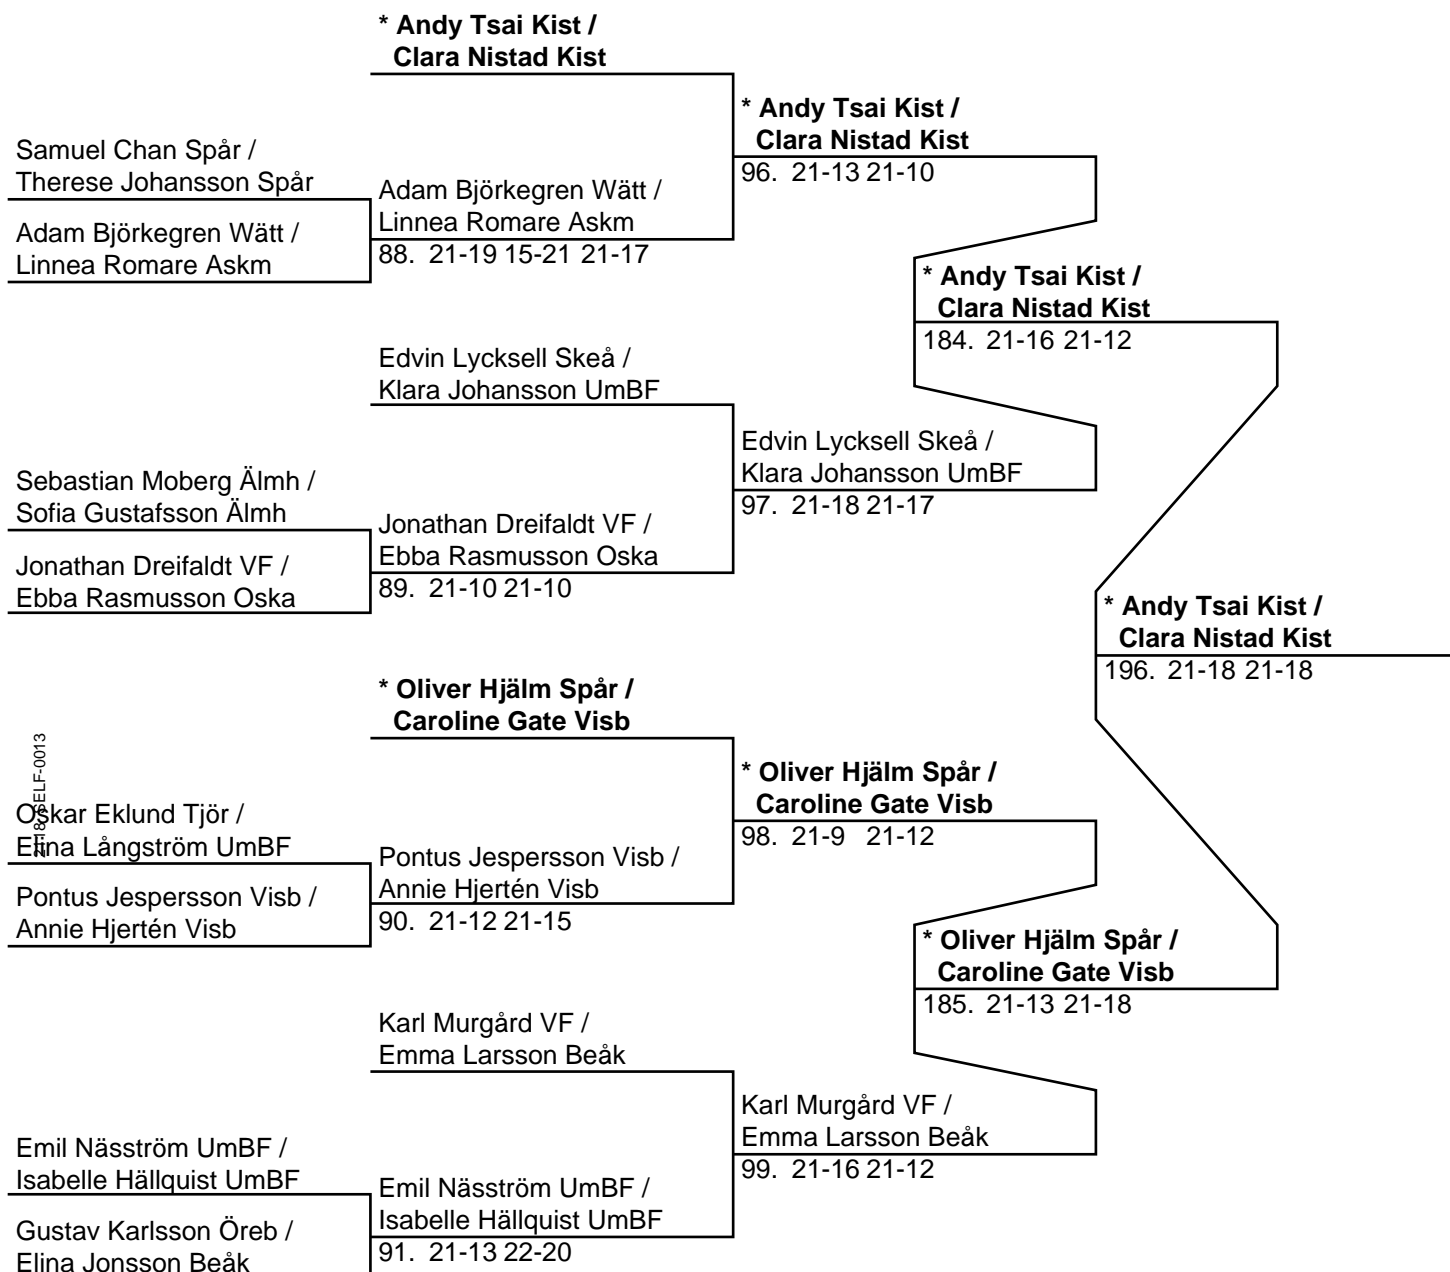 * Andy Tsai Kist /
Clara Nistad Kist
Samuel Chan Spår /
Therese Johansson Spår
Adam Björkegren Wätt /
Linnea Romare Askm
Adam Björkegren Wätt /
Linnea Romare Askm
88. 21-19 15-21 21-17
* Andy Tsai Kist /
Clara Nistad Kist
96. 21-13 21-10
Edvin Lycksell Skeå /
Klara Johansson UmBF
Sebastian Moberg Älmh /
Sofia Gustafsson Älmh
Jonathan Dreifaldt VF /
Ebba Rasmusson Oska
Jonathan Dreifaldt VF /
Ebba Rasmusson Oska
89. 21-10 21-10
Edvin Lycksell Skeå /
Klara Johansson UmBF
97. 21-18 21-17
* Andy Tsai Kist /
Clara Nistad Kist
184. 21-16 21-12
* Oliver Hjälm Spår /
Caroline Gate Visb
Oskar Eklund Tjör /
Elina Långström UmBF
Pontus Jespersson Visb /
Annie Hjertén Visb
Pontus Jespersson Visb /
Annie Hjertén Visb
90. 21-12 21-15
* Oliver Hjälm Spår /
Caroline Gate Visb
98. 21-9 21-12
Karl Murgård VF /
Emma Larsson Beåk
Emil Näsström UmBF /
Isabelle Hällquist UmBF
Gustav Karlsson Öreb /
Elina Jonsson Beåk
Emil Näsström UmBF /
Isabelle Hällquist UmBF
91. 21-13 22-20
Karl Murgård VF /
Emma Larsson Beåk
99. 21-16 21-12
* Oliver Hjälm Spår /
Caroline Gate Visb
185. 21-13 21-18
* Andy Tsai Kist /
Clara Nistad Kist
196. 21-18 21-18